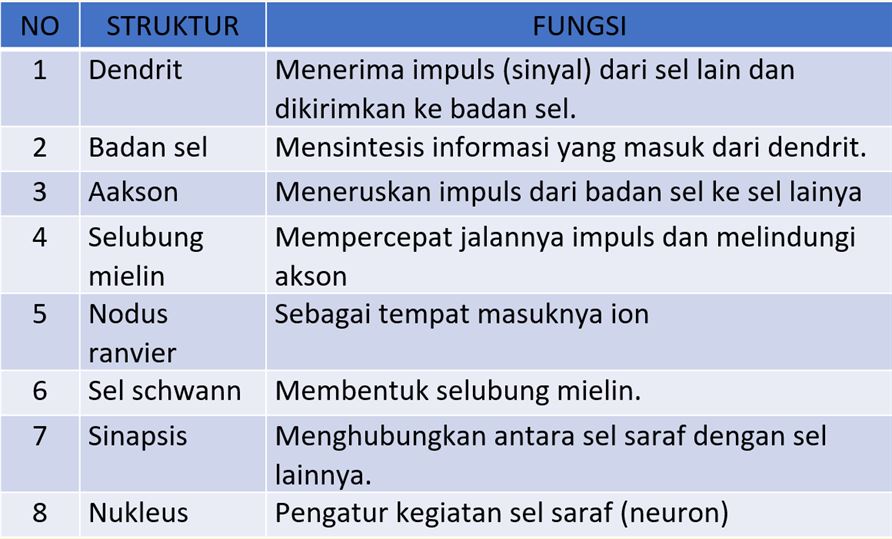 NO STRUKTUR FUNGSI
1 Dendrit Menerima impuls (sinyal) dari sel lain dan
dikirimkan ke badan sel.
2 Badan sel Mensintesis informasi yang masuk dari dendrit.
3 Aakson Meneruskan impuls dari badan sel ke sel lainya
4 Selubung Mempercepat jalannya impuls dan melindungi
mielin akson
5 Nodus Sebagai tempat masuknya ion
ranvier
6 Sel schwann Membentuk selubung mielin.
7 Sinapsis Menghubungkan antara sel saraf dengan sel
lainnya.
8 Nukleus Pengatur kegiatan sel saraf (neuron)